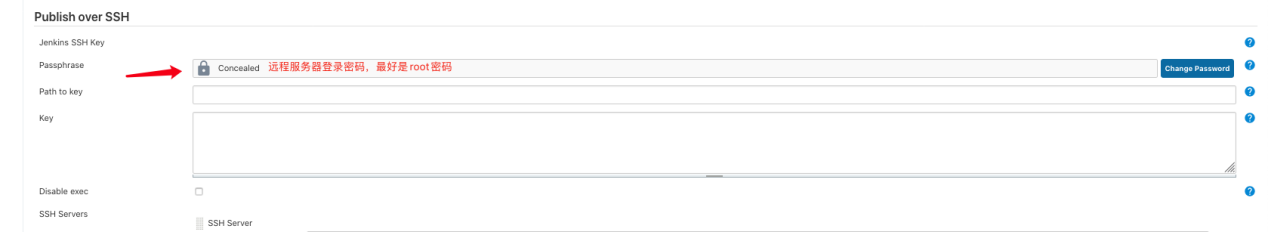 Publish over SSH
Jenkins SSH Key
Passphrase
Concealed 远程服务器登录密码，最好是root密码
Change Password
Path to key
Key
Disable exec
SSH Servers
SSH Server